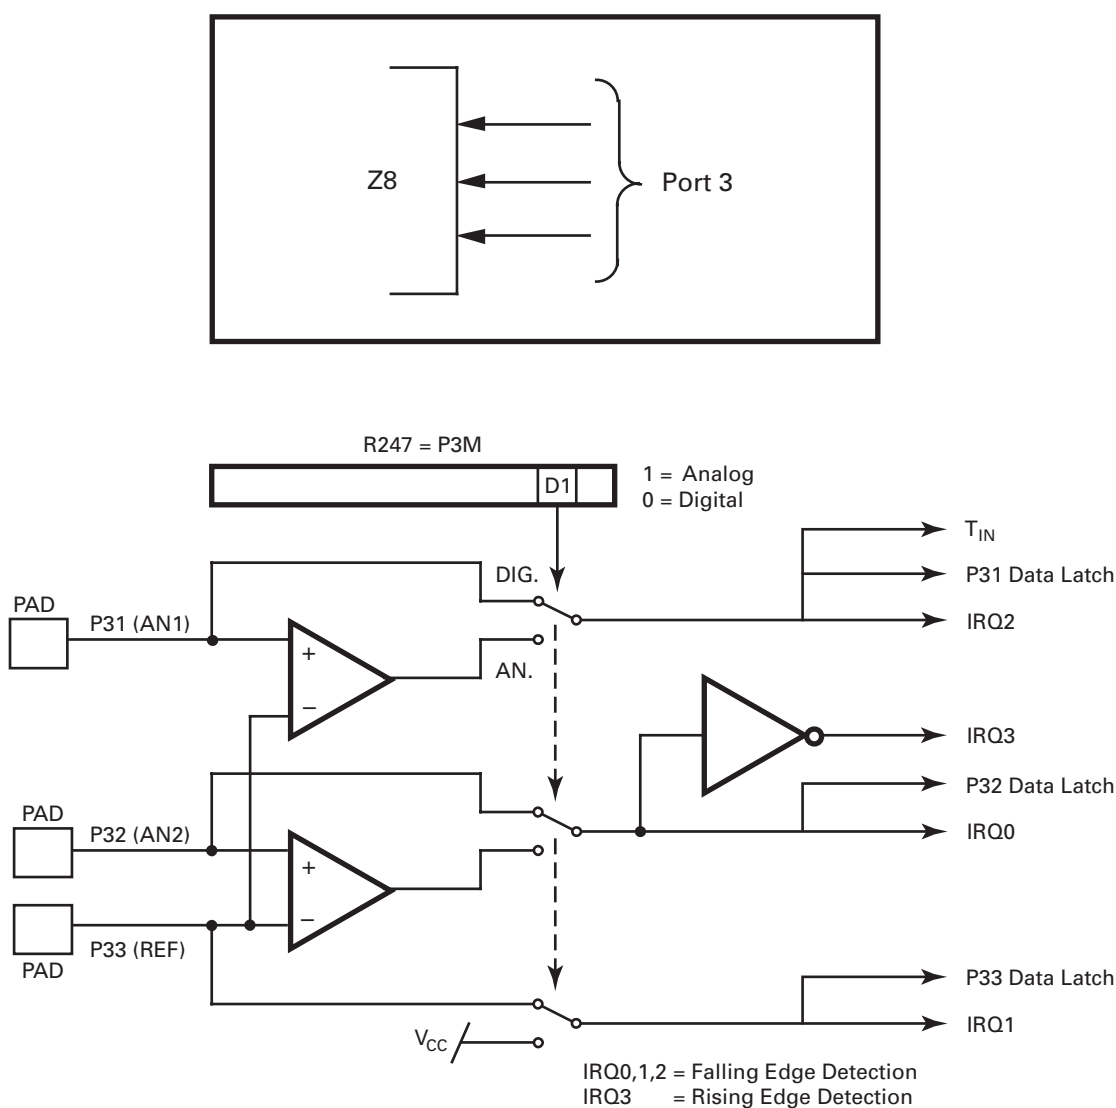 Z8
Port 3
R247 = P3M
D1
1 = Analog
0 = Digital
DIG.
AN.
PAD
P31 (AN1)
+
–
TIN
P31 Data Latch
IRQ2
IRQ3
PAD
P32 (AN2)
+
–
P32 Data Latch
IRQ0
P33 (REF)
PAD
P33 Data Latch
IRQ1
VCC
IRQ0,1,2 = Falling Edge Detection
IRQ3 = Rising Edge Detection